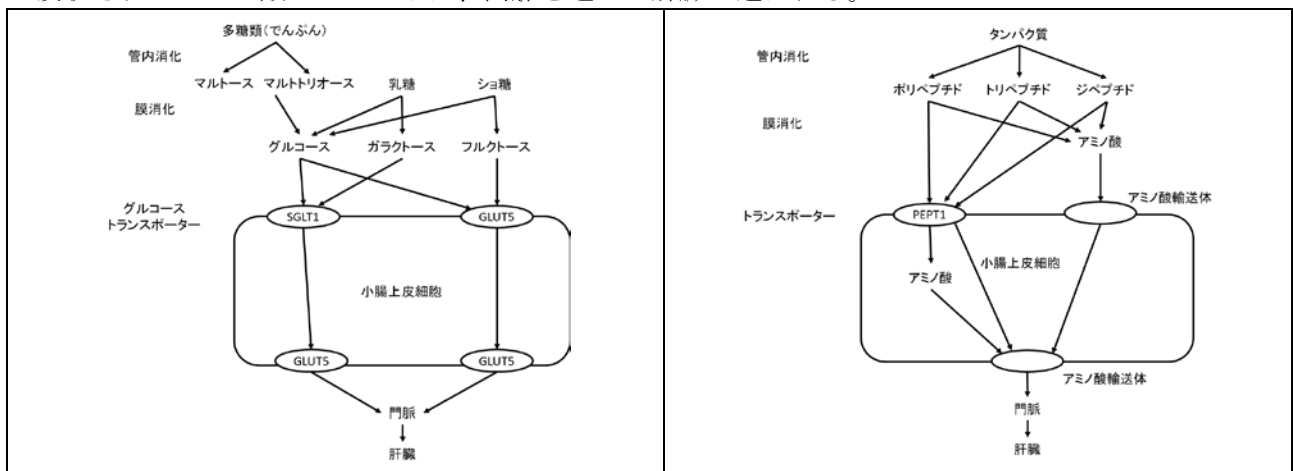 多糖類(でんぷん)
管内消化
マルトース マルトトリオース 乳糖 ショ糖
膜消化
グルコース ガラクトース フルクトース
グルコース
トランスポーター
SGLT1 GLUT5
小腸上皮細胞
GLUT5 GLUT5
門脈
肝臓
タンパク質
管内消化
ポリペプチド トリペプチド ジペプチド
膜消化
アミノ酸
アミノ酸輸送体
トランスポーター
PEPT1
小腸上皮細胞
アミノ酸
アミノ酸輸送体
門脈
肝臓